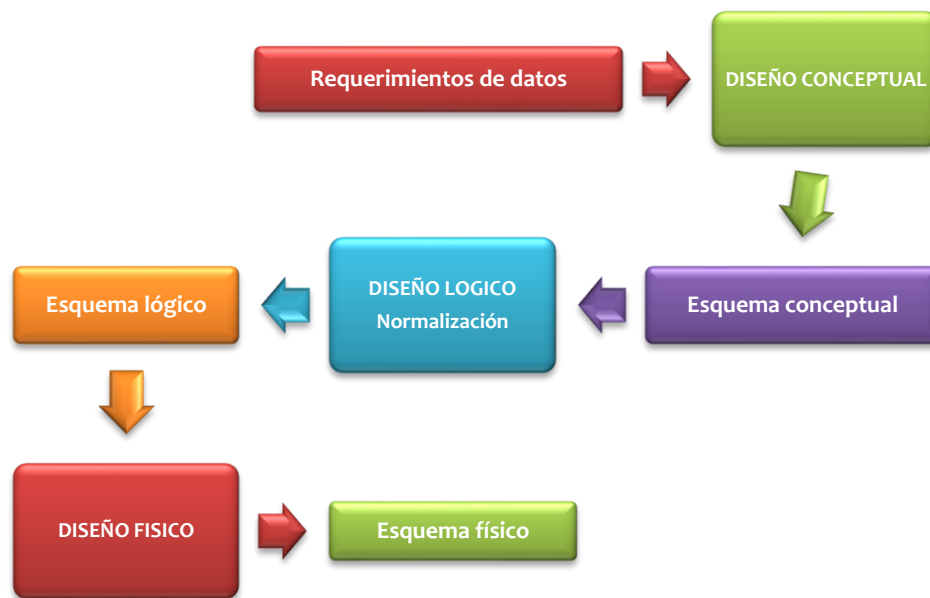 Requerimientos de datos
DISEÑO CONCEPTUAL
Esquema conceptual
DISEÑO LOGICO
Normalización
Esquema lógico
DISEÑO FISICO
Esquema físico